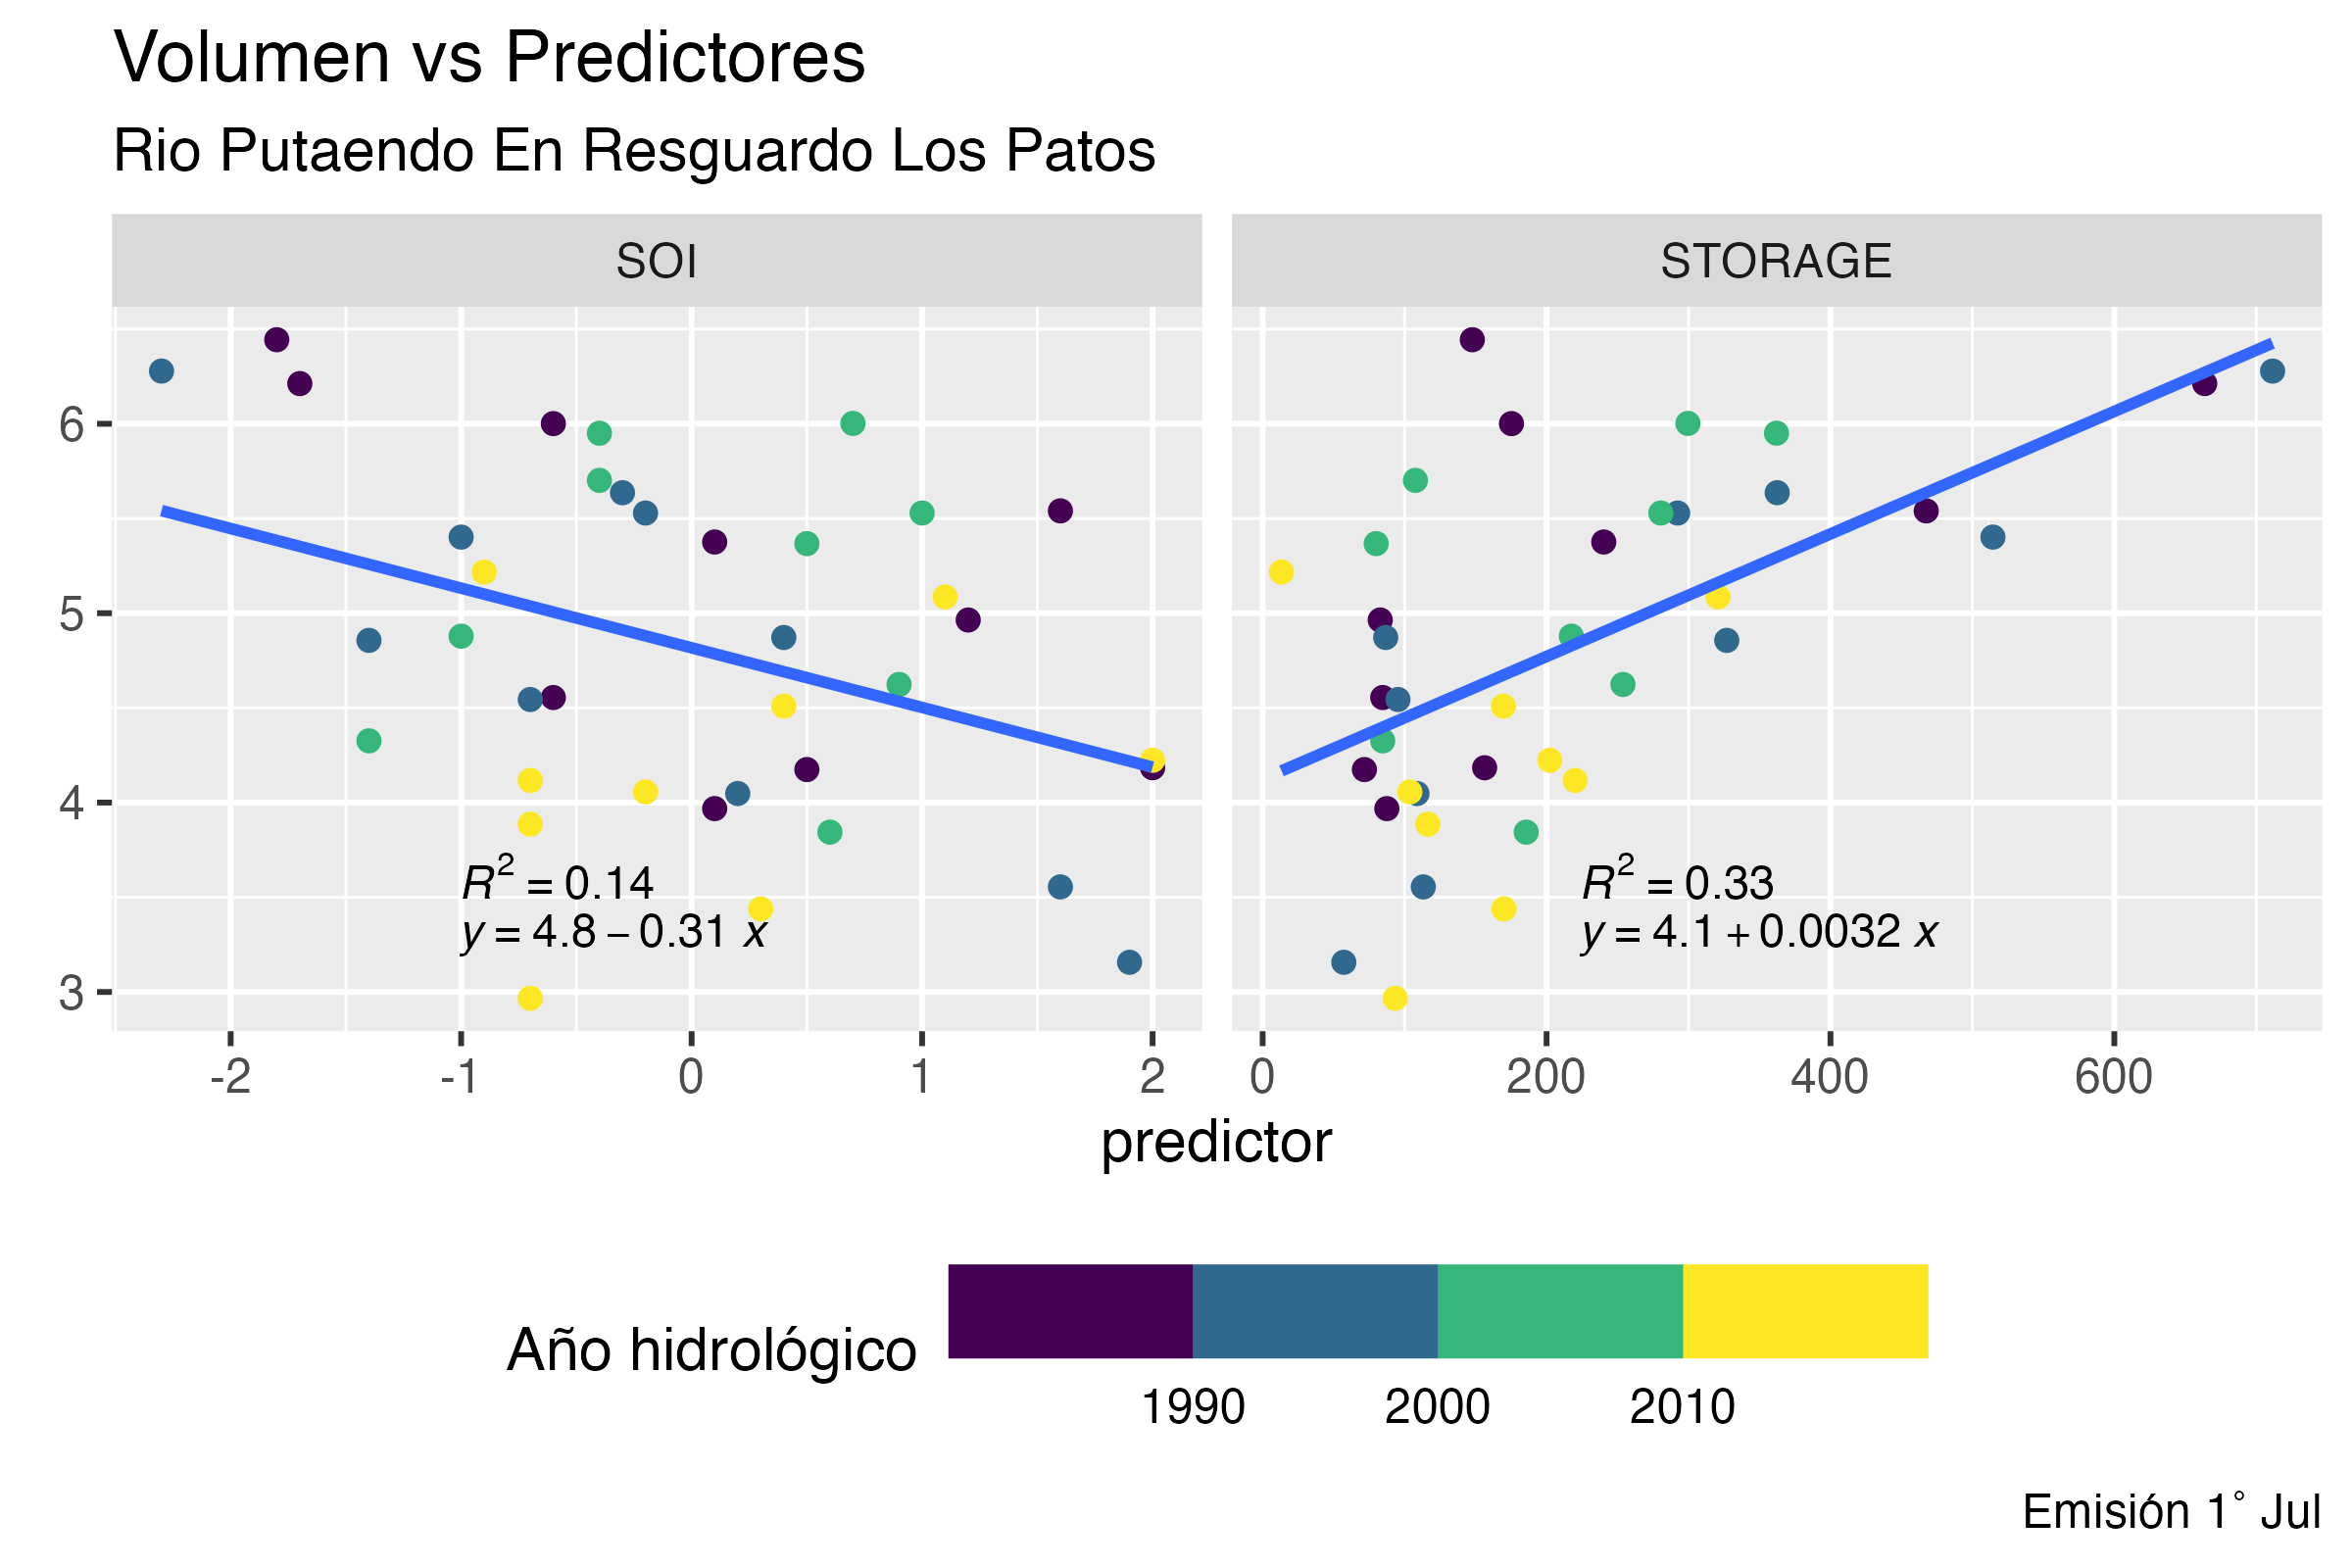 Volumen vs Predictores
Rio Putaendo En Resguardo Los Patos
SOI STORAGE
6
5
4
3
R² = 0.14
y = 4.8 − 0.31 x
R² = 0.33
y = 4.1 + 0.0032 x
-2 -1 0 1 2 0 200 400 600
predictor
Año hidrológico
1990 2000 2010
Emisión 1° Jul